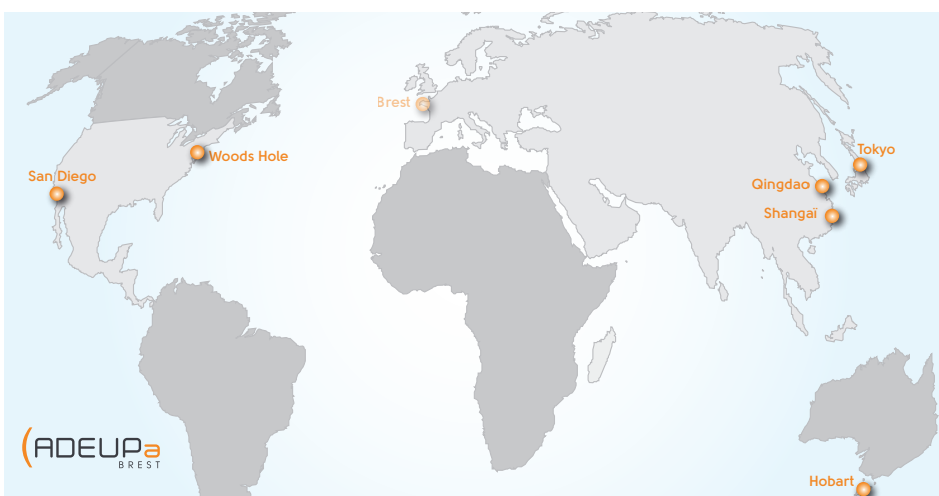 Brest
Woods Hole
Tokyo
San Diego
Qingdao
Shangaï
(ADEUPa
BREST
Hobart